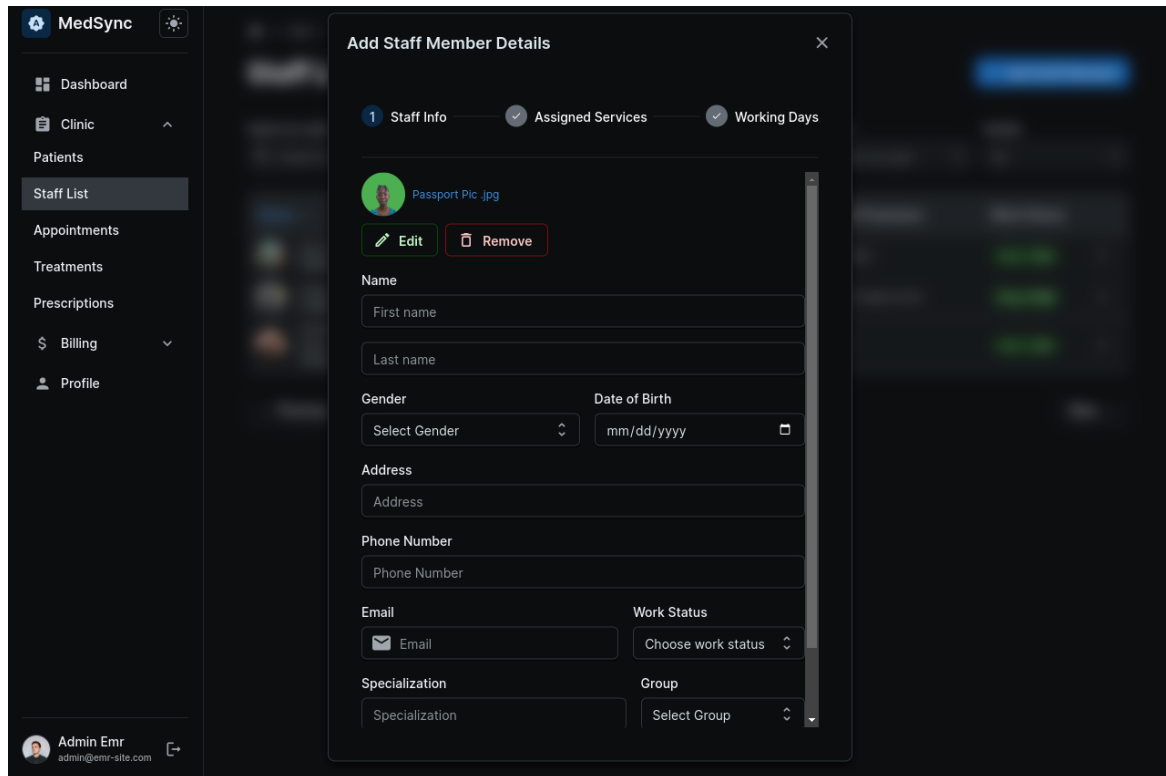 MedSync
Dashboard
Clinic
Patients
Staff List
Appointments
Treatments
Prescriptions
$ Billing
Profile
Admin Emr
admin@emr-site.com
Add Staff Member Details
1 Staff Info
Assigned Services
Working Days
Passport Pic .jpg
Edit
Remove
Name
First name
Last name
Gender
Date of Birth
Select Gender
mm/dd/yyyy
Address
Address
Phone Number
Phone Number
Email
Work Status
Email
Choose work status
Specialization
Group
Specialization
Select Group